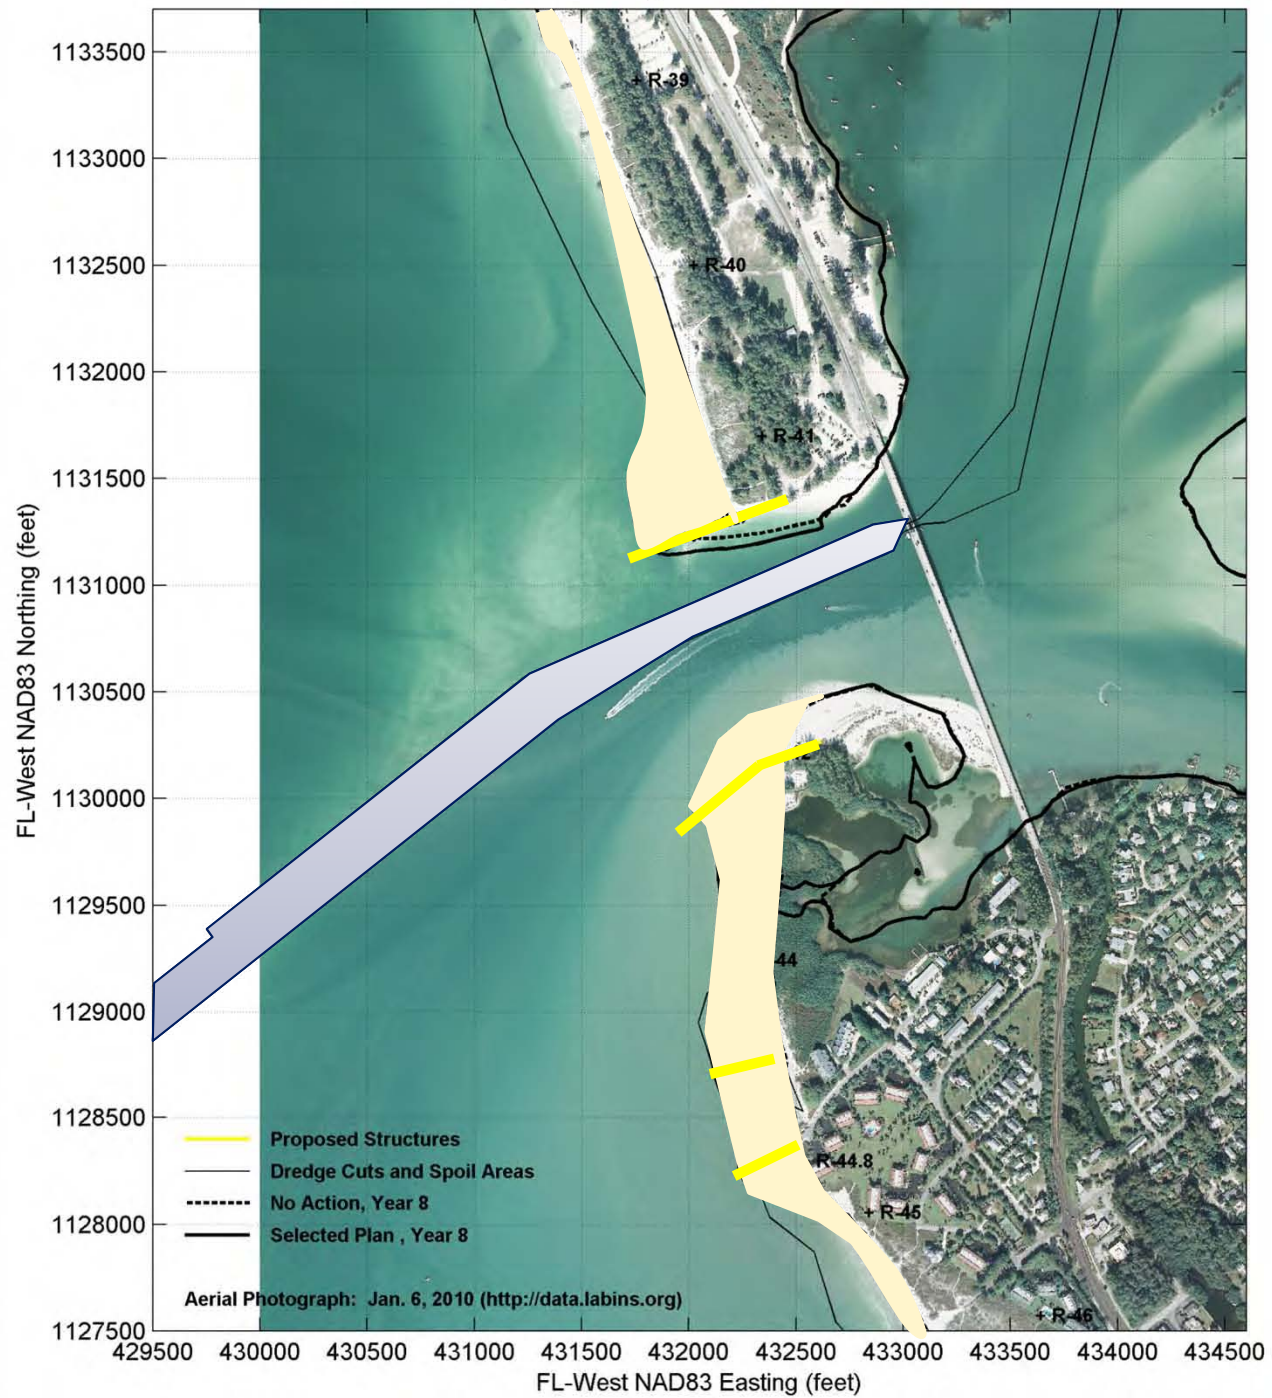 FL-West NAD83 Northing (feet)
1133500
1133000
1132500
1132000
1131500
1131000
1130500
1130000
1129500
1129000
1128500
1128000
1127500
+ R-39
+ R-40
+ R-41
44
R-44.8
+ R-45
+ R-46
Proposed Structures
Dredge Cuts and Spoil Areas
No Action, Year 8
Selected Plan , Year 8
Aerial Photograph: Jan. 6, 2010 (http://data.labins.org)
429500 430000 430500 431000 431500 432000 432500 433000 433500 434000 434500
FL-West NAD83 Easting (feet)